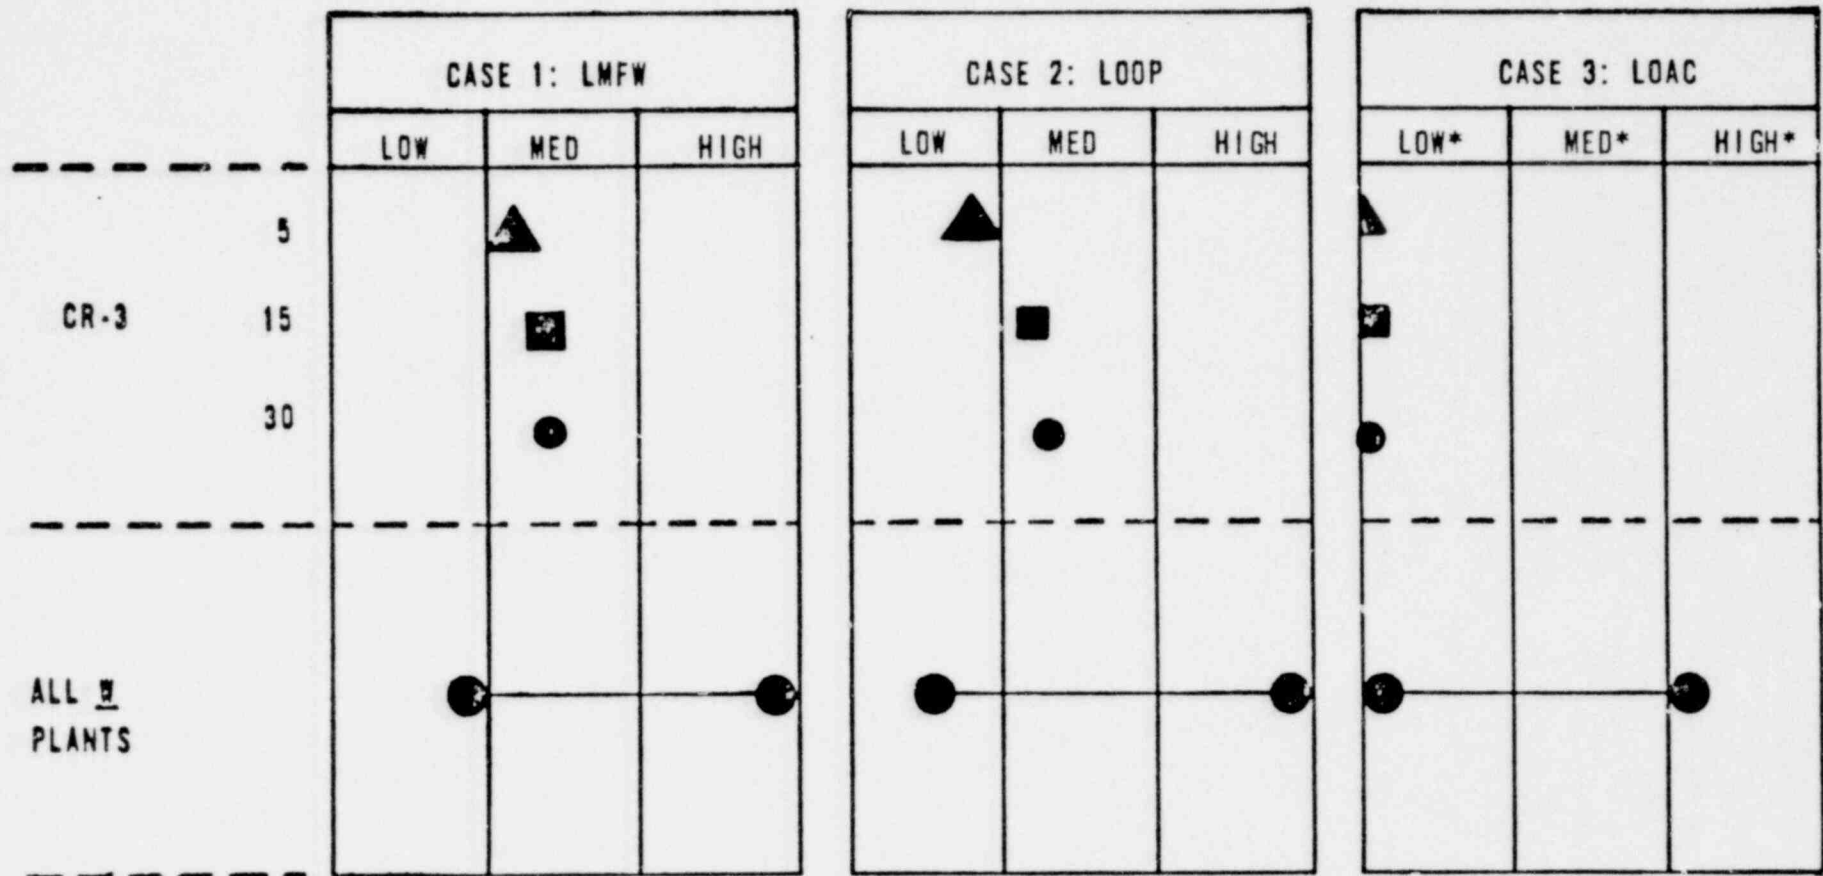 CASE 1: LMFW CASE 2: LOOP CASE 3: LOAC
LOW MED HIGH LOW MED HIGH LOW* MED* HIGH*
5
CR-3 15
30
ALL W
PLANTS